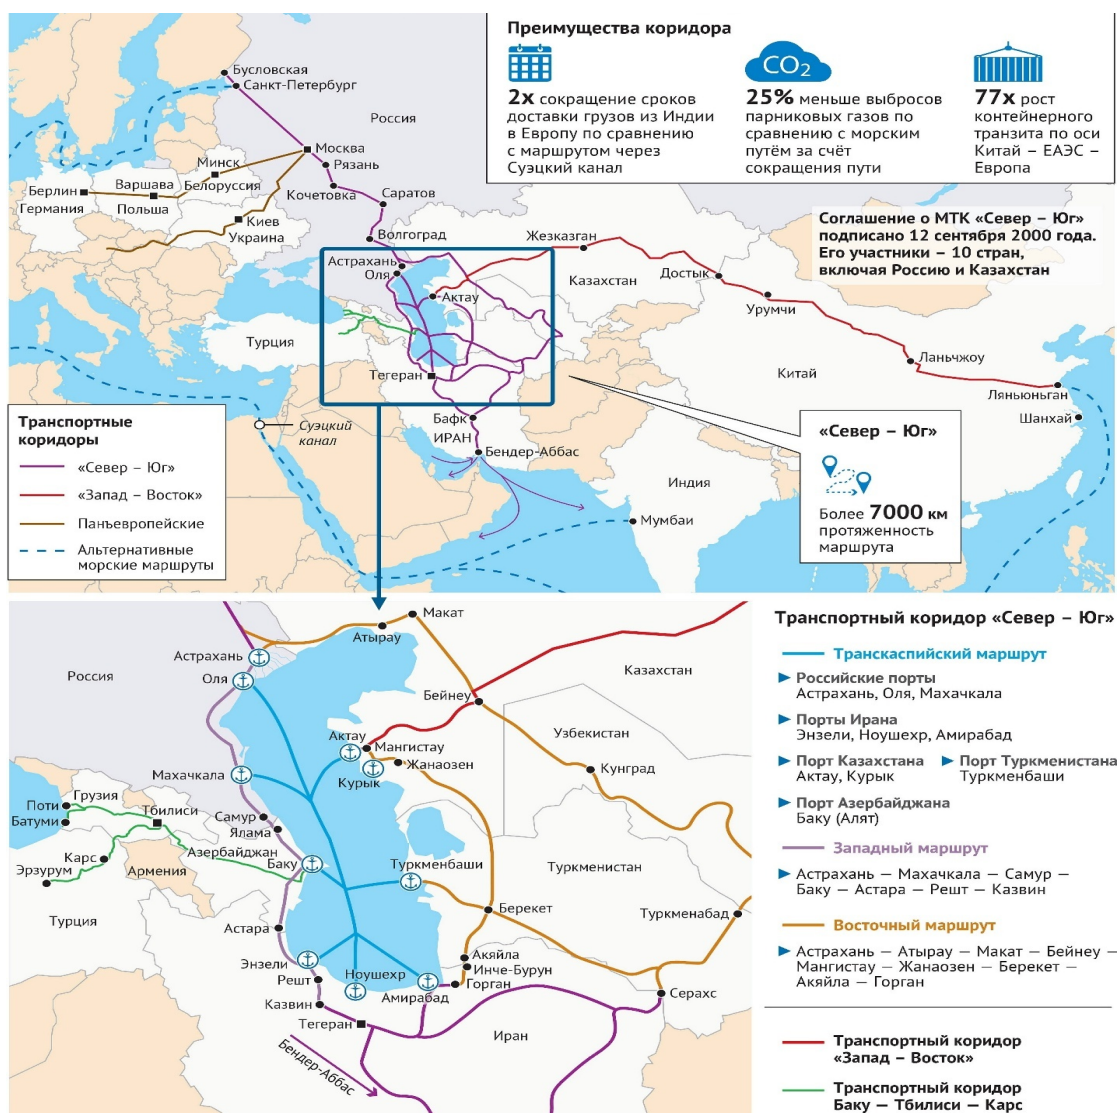 Преимущества коридора
2x сокращение сроков
доставки грузов из Индии
в Европу по сравнению
с маршрутом через
Суэцкий канал
CO2
25% меньше выбросов
парниковых газов по
сравнению с морским
путём за счёт
сокращения пути
77x рост
контейнерного
транзита по оси
Китай – ЕАЭС –
Европа
Соглашение о МТК «Север – Юг»
подписано 12 сентября 2000 года.
Его участники – 10 стран,
включая Россию и Казахстан
Бусловская
Санкт-Петербург
Россия
Москва
Рязань
Кочетовка
Саратов
Волгоград
Минск
Белоруссия
Берлин
Германия
Варшава
Польша
Киев
Украина
Астрахань
Оля
Актау
Жезказган
Казахстан
Достык
Урумчи
Ланьчжоу
Китай
Ляньюньган
Шанхай
Турция
Тегеран
Бафк
ИРАН
Бендер-Аббас
Индия
Мумбаи
Суэцкий
канал
Транспортные
коридоры
«Север – Юг»
«Запад – Восток»
Панъевропейские
Альтернативные
морские маршруты
«Север – Юг»
Более 7000 км
протяженность
маршрута
Макат
Атырау
Астрахань
Оля
Россия
Казахстан
Бейнеу
Узбекистан
Актау
Мангистау
Жанаозен
Курык
Кунград
Махачкала
Грузия
Поти
Батуми
Тбилиси
Самур
Ялама
Азербайджан
Баку
Карс
Эрзурум
Армения
Туркменбаши
Туркменистан
Турция
Берекет
Туркменабад
Астара
Энзели
Решт
Ноушехр
Акяйла
Инче-Бурун
Горган
Амирабад
Казвин
Тегеран
Серахс
Иран
Бендер-Аббас
Транспортный коридор «Север – Юг»
Транскаспийский маршрут
Российские порты
Астрахань, Оля, Махачкала
Порты Ирана
Энзели, Ноушехр, Амирабад
Порт Казахстана
Актау, Курык
Порт Туркменистана
Туркменбаши
Порт Азербайджана
Баку (Алят)
Западный маршрут
Астрахань — Махачкала — Самур —
Баку — Астара — Решт — Казвин
Восточный маршрут
Астрахань — Атырау — Макат — Бейнеу —
Мангистау — Жанаозен — Берекет —
Акяйла — Горган
Транспортный коридор
«Запад – Восток»
Транспортный коридор
Баку — Тбилиси — Карс